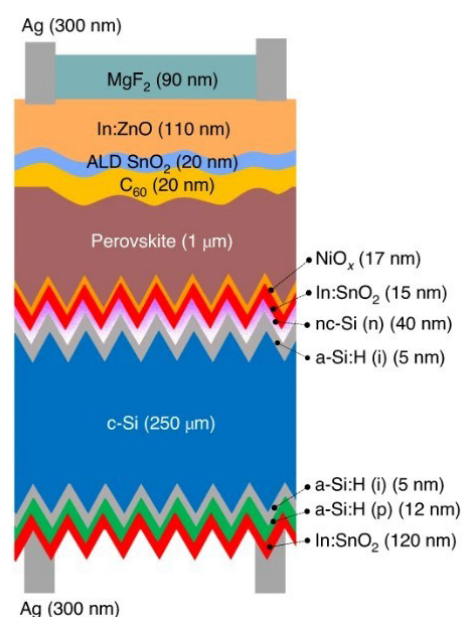 Ag (300 nm)
MgF₂ (90 nm)
In:ZnO (110 nm)
ALD SnO₂ (20 nm)
C₆₀ (20 nm)
Perovskite (1 μm)
NiOₓ (17 nm)
In:SnO₂ (15 nm)
nc-Si (n) (40 nm)
a-Si:H (i) (5 nm)
c-Si (250 μm)
a-Si:H (i) (5 nm)
a-Si:H (p) (12 nm)
In:SnO₂ (120 nm)
Ag (300 nm)